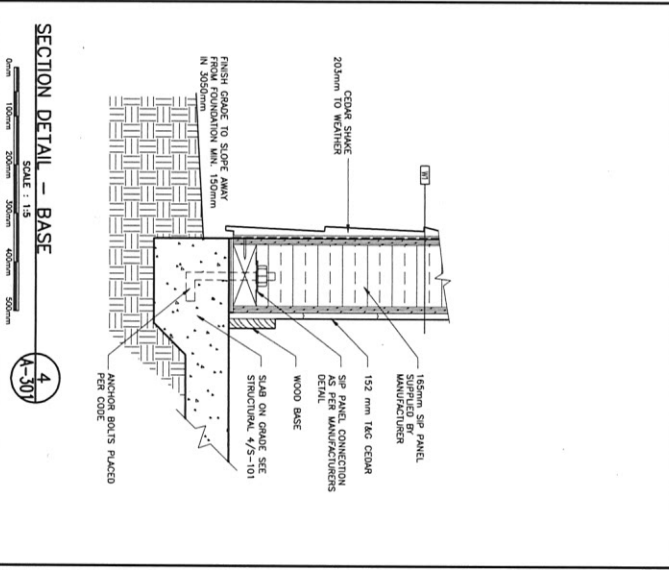 W1
CEDAR SHAKE
203mm TO WEATHER
FINISH GRADE TO SLOPE AWAY
FROM FOUNDATION MIN. 150mm
IN 3050mm
165mm SIP PANEL
SUPPLIED BY
MANUFACTURER
152 mm T&G CEDAR
SIP PANEL CONNECTION
AS PER MANUFACTURERS
DETAIL
WOOD BASE
SLAB ON GRADE SEE
STRUCTURAL 4/S-101
ANCHOR BOLTS PLACED
PER CODE
SECTION DETAIL - BASE
SCALE : 1:5
0mm 100mm 200mm 300mm 400mm 500mm
4
A-301